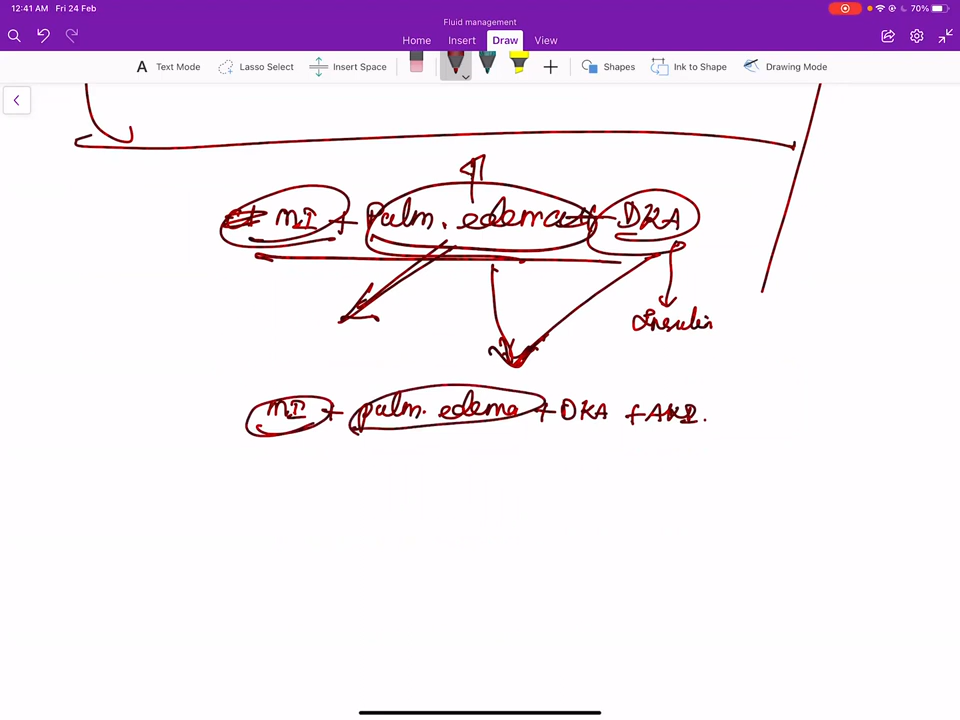 12:41 AM Fri 24 Feb 70%
Fluid management
Home Insert Draw View
Text Mode Lasso Select Insert Space Shapes Ink to Shape Drawing Mode
MI + Pulm. edema + DKA
Insulin
MI + pulm. edema + DKA + AKI.